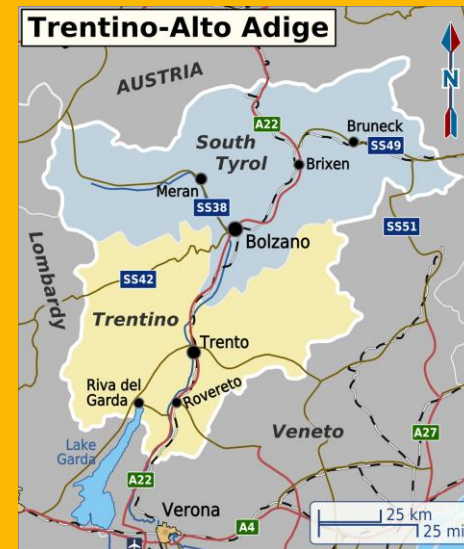 Trentino-Alto Adige
AUSTRIA
N
A22
South
Tyrol
Bruneck
SS49
Brixen
Meran
SS38
SS51
Bolzano
Lombardy
SS42
Trentino
Trento
Riva del
Garda
Rovereto
Veneto
Lake
Garda
A27
A22
Verona
A4
25 km
25 mi